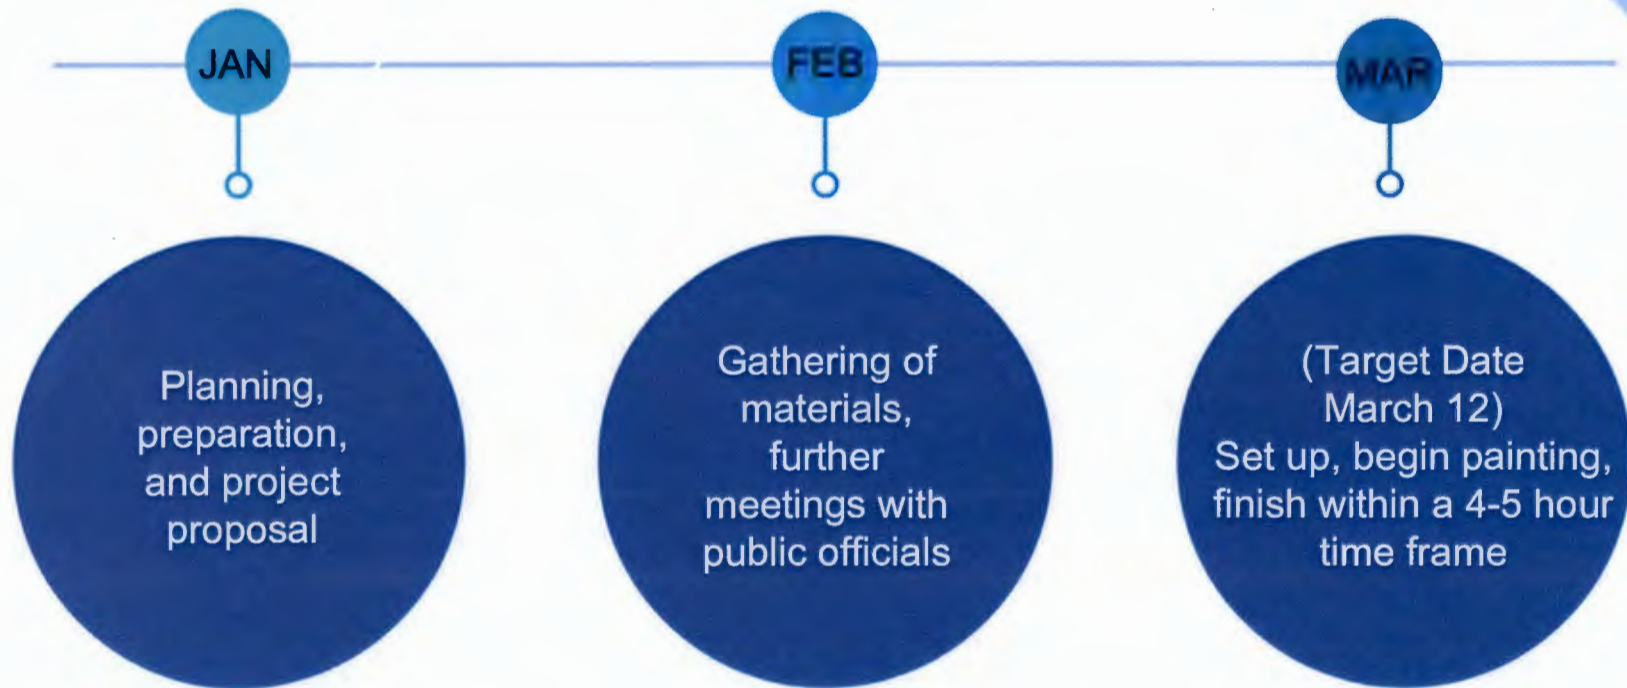 JAN
FEB
MAR
Planning,
preparation,
and project
proposal
Gathering of
materials,
further
meetings with
public officials
(Target Date
March 12)
Set up, begin painting,
finish within a 4-5 hour
time frame